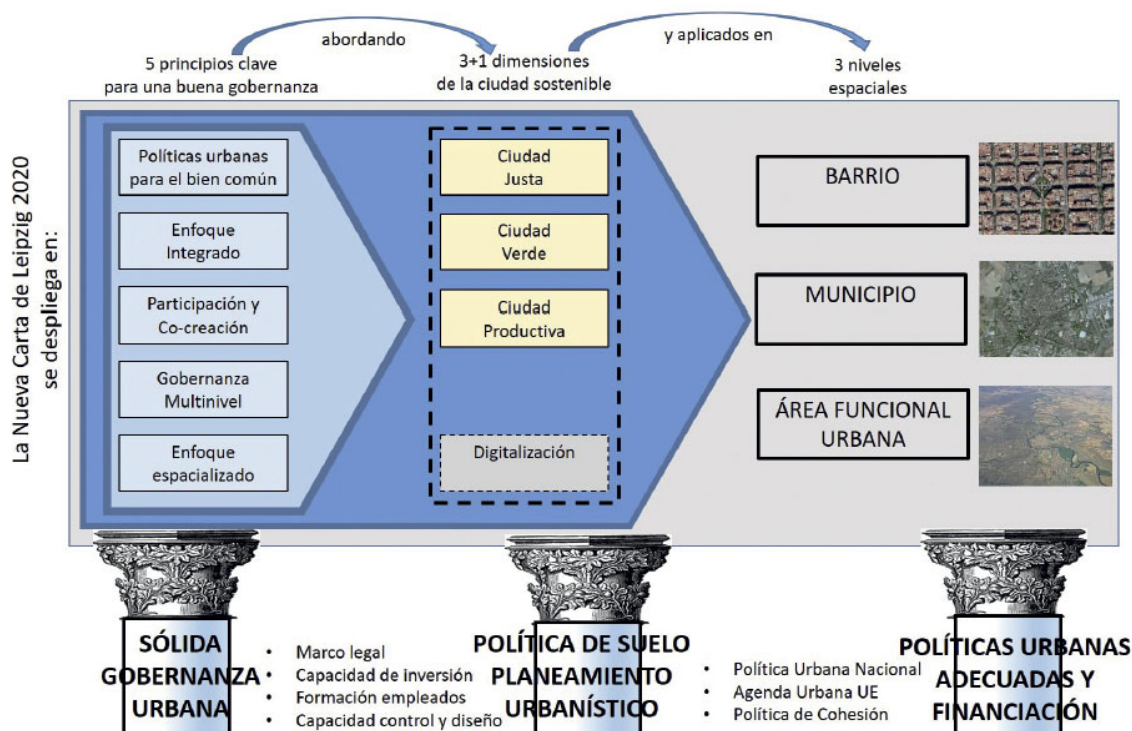 abordando
y aplicados en
5 principios clave
para una buena gobernanza
3+1 dimensiones
de la ciudad sostenible
3 niveles
espaciales
La Nueva Carta de Leipzig 2020
se despliega en:
Políticas urbanas
para el bien común
Enfoque
Integrado
Participación y
Co-creación
Gobernanza
Multinivel
Enfoque
espacializado
Ciudad
Justa
Ciudad
Verde
Ciudad
Productiva
Digitalización
BARRIO
MUNICIPIO
ÁREA FUNCIONAL
URBANA
SÓLIDA
GOBERNANZA
URBANA
• Marco legal
• Capacidad de inversión
• Formación empleados
• Capacidad control y diseño
POLÍTICA DE SUELO
PLANEAMIENTO
URBANÍSTICO
• Política Urbana Nacional
• Agenda Urbana UE
• Política de Cohesión
POLÍTICAS URBANAS
ADECUADAS Y
FINANCIACIÓN